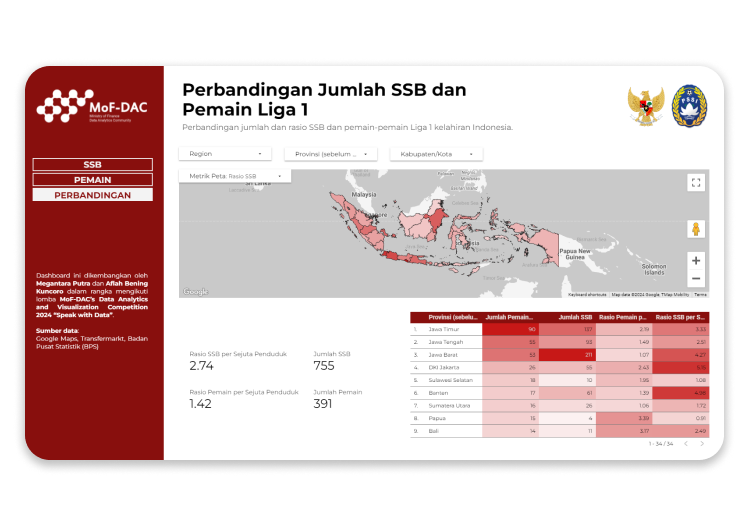 MoF-DAC
Ministry of Finance
Data Analytics Community
SSB
PEMAIN
PERBANDINGAN
Dashboard ini dikembangkan oleh
Megantara Putra dan Afiah Bening
Kuncoro dalam rangka mengikuti
lomba MoF-DAC's Data Analytics
and Visualization Competition
2024 “Speak with Data”.
Sumber data:
Google Maps, Transfermarkt, Badan
Pusat Statistik (BPS)
Perbandingan Jumlah SSB dan
Pemain Liga 1
Perbandingan jumlah dan rasio SSB dan pemain-pemain Liga 1 kelahiran Indonesia.
PSSI
Region
Provinsi (sebelum ...
Kabupaten/Kota
Metrik Peta: Rasio SSB
Sri Lanka
Malaysia
Papua New
Guinea
Solomon
Islands
Google
Keyboard shortcuts Map data ©2024 Google, TMap Mobility Terms
Rasio SSB per Sejuta Penduduk
2.74
Jumlah SSB
755
Rasio Pemain per Sejuta Penduduk
1.42
Jumlah Pemain
391
Provinsi (sebelu... Jumlah Pemain... Jumlah SSB Rasio Pemain p... Rasio SSB per S...
1. Jawa Timur 90 137 2.19 3.33
2. Jawa Tengah 55 93 1.49 2.51
3. Jawa Barat 53 211 1.07 4.27
4. DKI Jakarta 26 55 2.43
5. Sulawesi Selatan 18 10 1.95 1.08
6. Banten 17 61 1.39 4.98
7. Sumatera Utara 16 26 1.06 1.72
8. Papua 15 4 3.39 0.91
9. Bali 14 11 3.17 2.49
1 - 34 / 34 < >